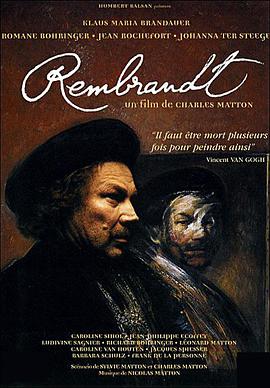 HUMBERT BALSAN présente
KLAUS MARIA BRANDAUER
ROMANE BOHRINGER • JEAN ROCHEFORT • JOHANNA TER STEEGE
Rembrandt
UN FILM DE CHARLES MATTON
"Il faut être mort plusieurs
fois pour peindre ainsi"
Vincent VAN GOGH
CAROLINE SIHOL • JEAN-PHILIPPE ECOFFEY
LUDIVINE SAGNIER • RICHARD BOHRINGER • LÉONARD MATTON
CAROLINE VAN HOUTEN • JACQUES SPIESSER
BARBARA SCHULZ • FRANK DE LA PERSONNE
Scénario de SYLVIE MATTON et CHARLES MATTON
Musique de NICOLAS MATTON